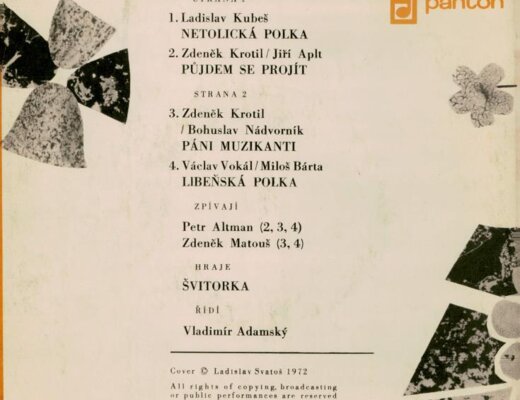 STRANA 1
panton
1. Ladislav Kubeš
NETOLICKÁ POLKA
2. Zdeněk Krotil / Jiří Aplt
PŮJDEM SE PROJÍT
STRANA 2
3. Zdeněk Krotil
/ Bohuslav Nádvorník
PÁNI MUZIKANTI
4. Václav Vokál / Miloš Bárta
LIBEŇSKÁ POLKA
ZPÍVAJÍ
Petr Altman (2, 3, 4)
Zdeněk Matouš (3, 4)
HRAJE
ŠVITORKA
ŘÍDÍ
Vladimír Adamský
Cover © Ladislav Svatoš 1972
All rights of copying, broadcasting
or public performances are reserved